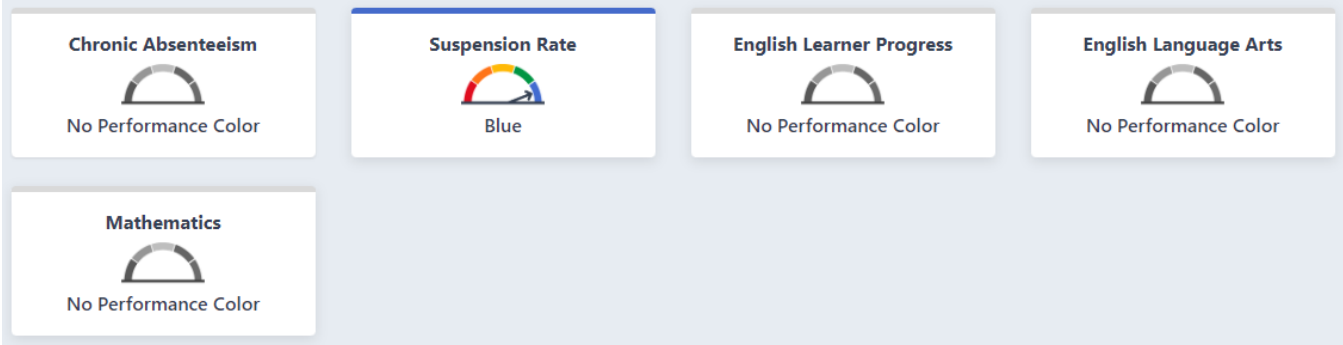 Chronic Absenteeism
No Performance Color
Suspension Rate
Blue
English Learner Progress
No Performance Color
English Language Arts
No Performance Color
Mathematics
No Performance Color